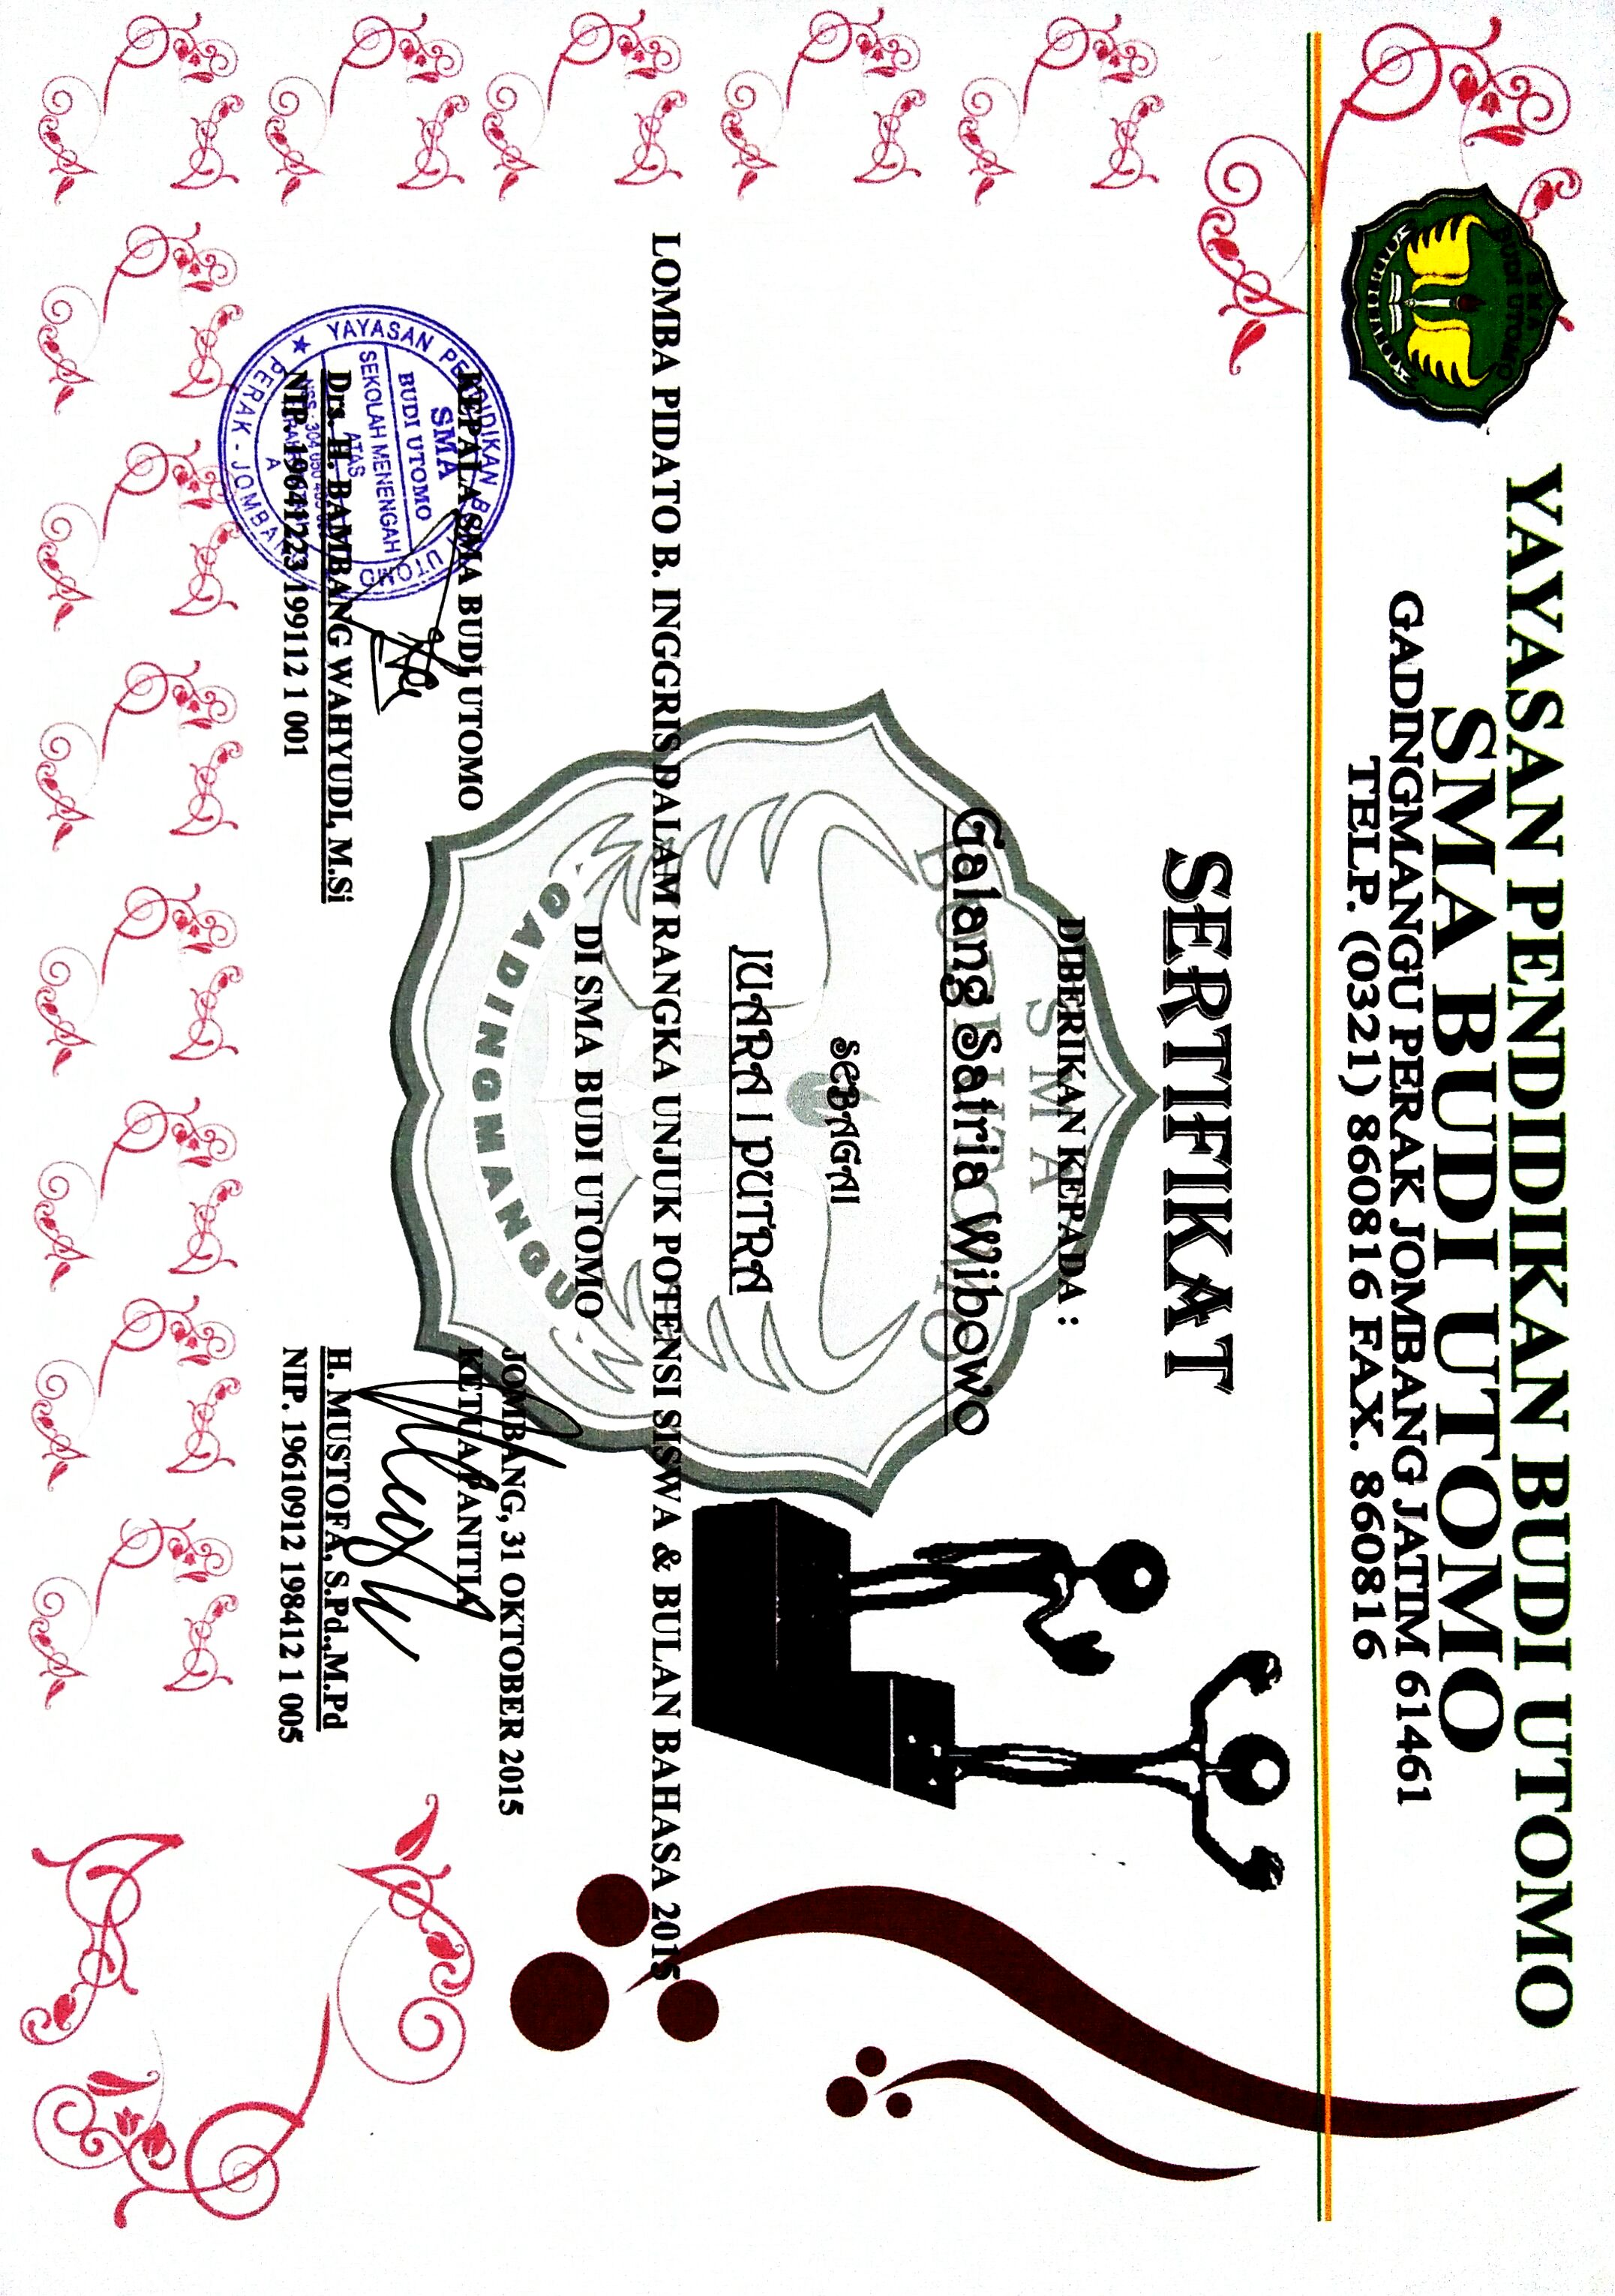 YAYASAN PENDIDIKAN BUDI UTOMO
SMA BUDI UTOMO
GADINGMANGU PERAK JOMBANG JATIM 61461
TELP. (0321) 860816 FAX. 860816
SMA
BUDI UTOMO
GADINGMANGU
SERTIFIKAT
DIBERIKAN KEPADA :
SMA
BUDI UTOMO
Galang Satria Wibowo
SEBAGAI
JUARA I PUTRA
LOMBA PIDATO B. INGGRIS DALAM RANGKA UNJUK POTENSI SISWA & BULAN BAHASA 2015
DI SMA BUDI UTOMO
GADINGMANGU
JOMBANG, 31 OKTOBER 2015
KEPALA SMA BUDI UTOMO
KETUA PANITIA
YAYASAN PENDIDIKAN BUDI UTOMO
SMA
BUDI UTOMO
SEKOLAH MENENGAH
ATAS
NSS : 304 050
A
PERAK - JOMBANG
Drs. H. BAMBANG WAHYUDI, M.Si
NIP. 19641223 199112 1 001
H. MUSTOFA, S.Pd.,M.Pd
NIP. 19610912 198412 1 005